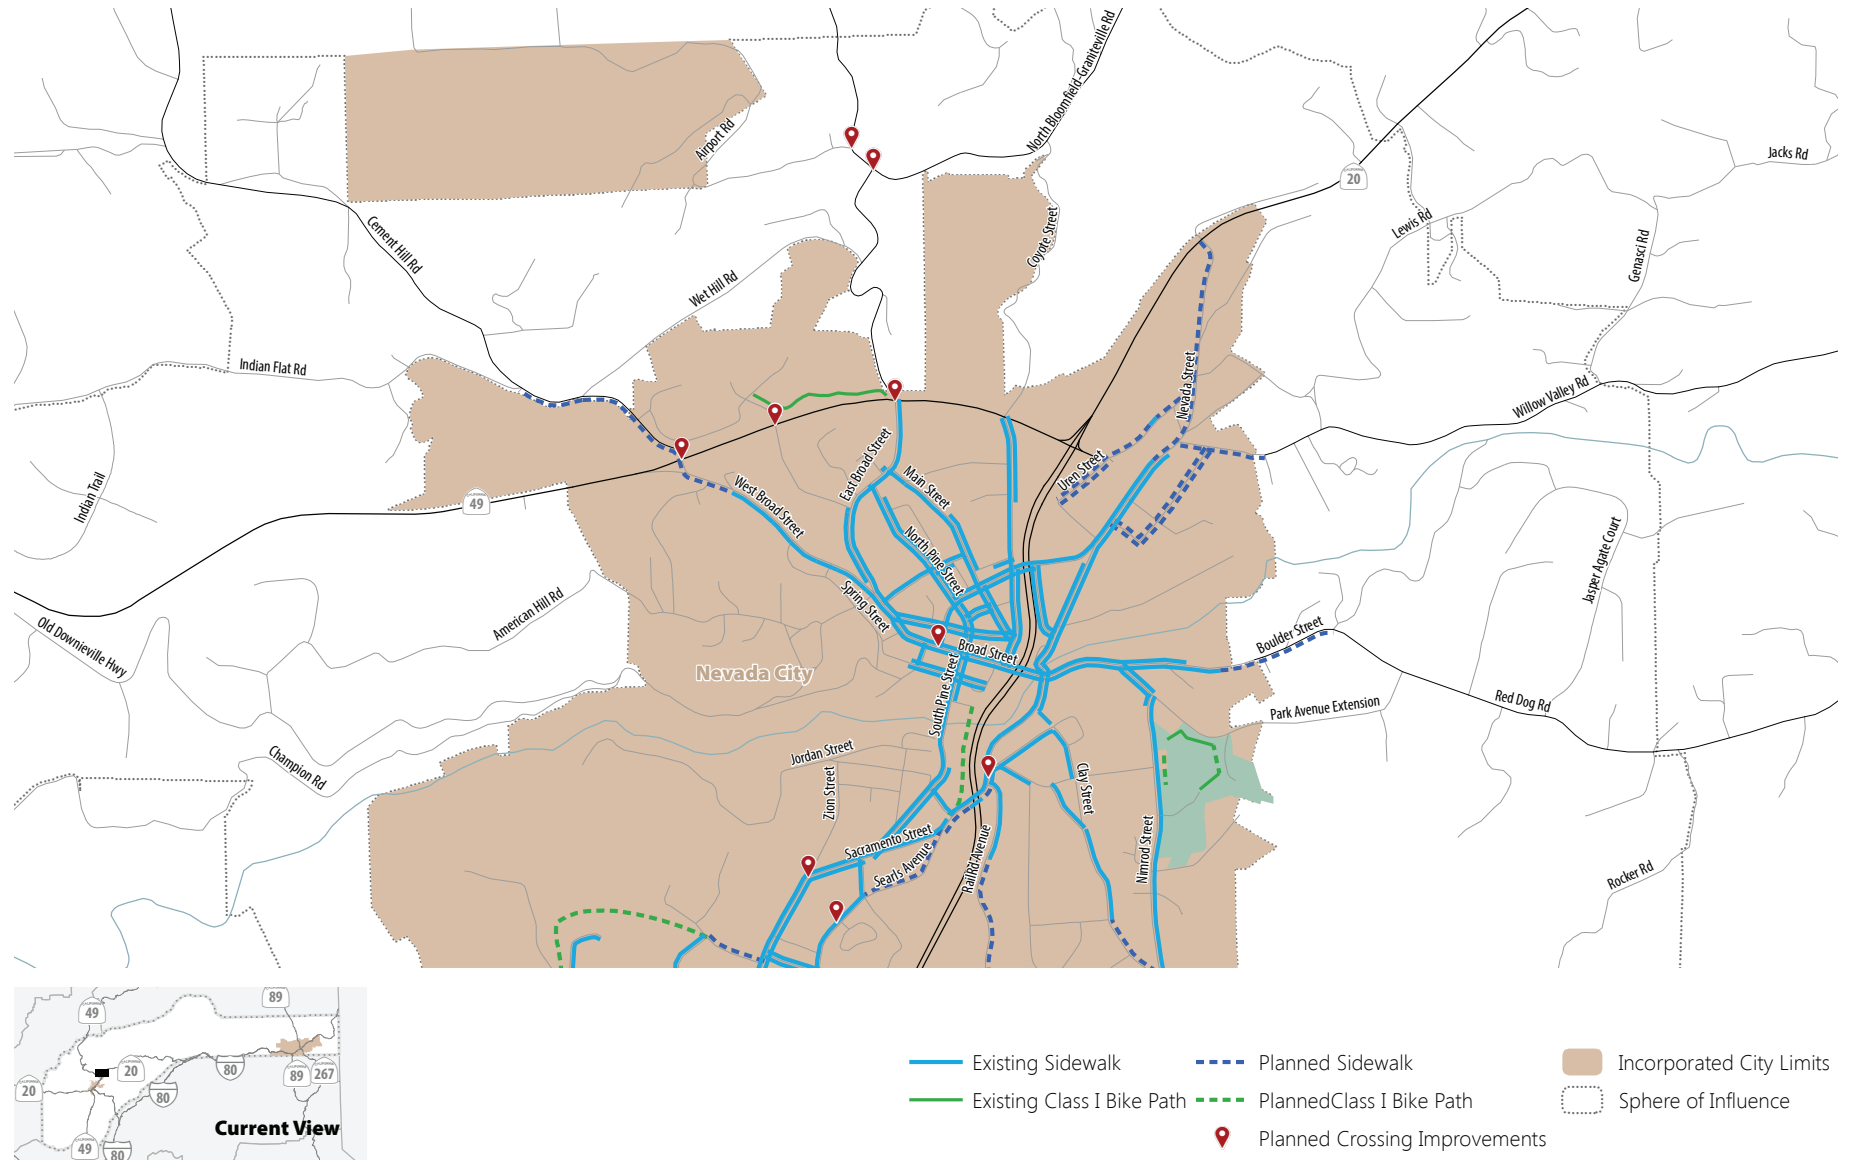 North Bloomfield-Graniteville Rd
Airport Rd
Jacks Rd
CALIFORNIA
20
Coyote Street
Lewis Rd
Genasci Rd
Cement Hill Rd
Wet Hill Rd
Indian Flat Rd
Nevada Street
Willow Valley Rd
East Broad Street
Main Street
Uren Street
Indian Trail
CALIFORNIA
49
West Broad Street
North Pine Street
Jasper Agate Court
Spring Street
American Hill Rd
Old Downieville Hwy
Boulder Street
Broad Street
Nevada City
South Pine Street
Park Avenue Extension
Red Dog Rd
Jordan Street
Champion Rd
Zion Street
Clay Street
Sacramento Street
Searls Avenue
RailRd Avenue
Nimrod Street
Rocker Rd
89
49
20
80
89
267
20
80
Current View
49
80
Existing Sidewalk
Planned Sidewalk
Incorporated City Limits
Existing Class I Bike Path
PlannedClass I Bike Path
Sphere of Influence
Planned Crossing Improvements